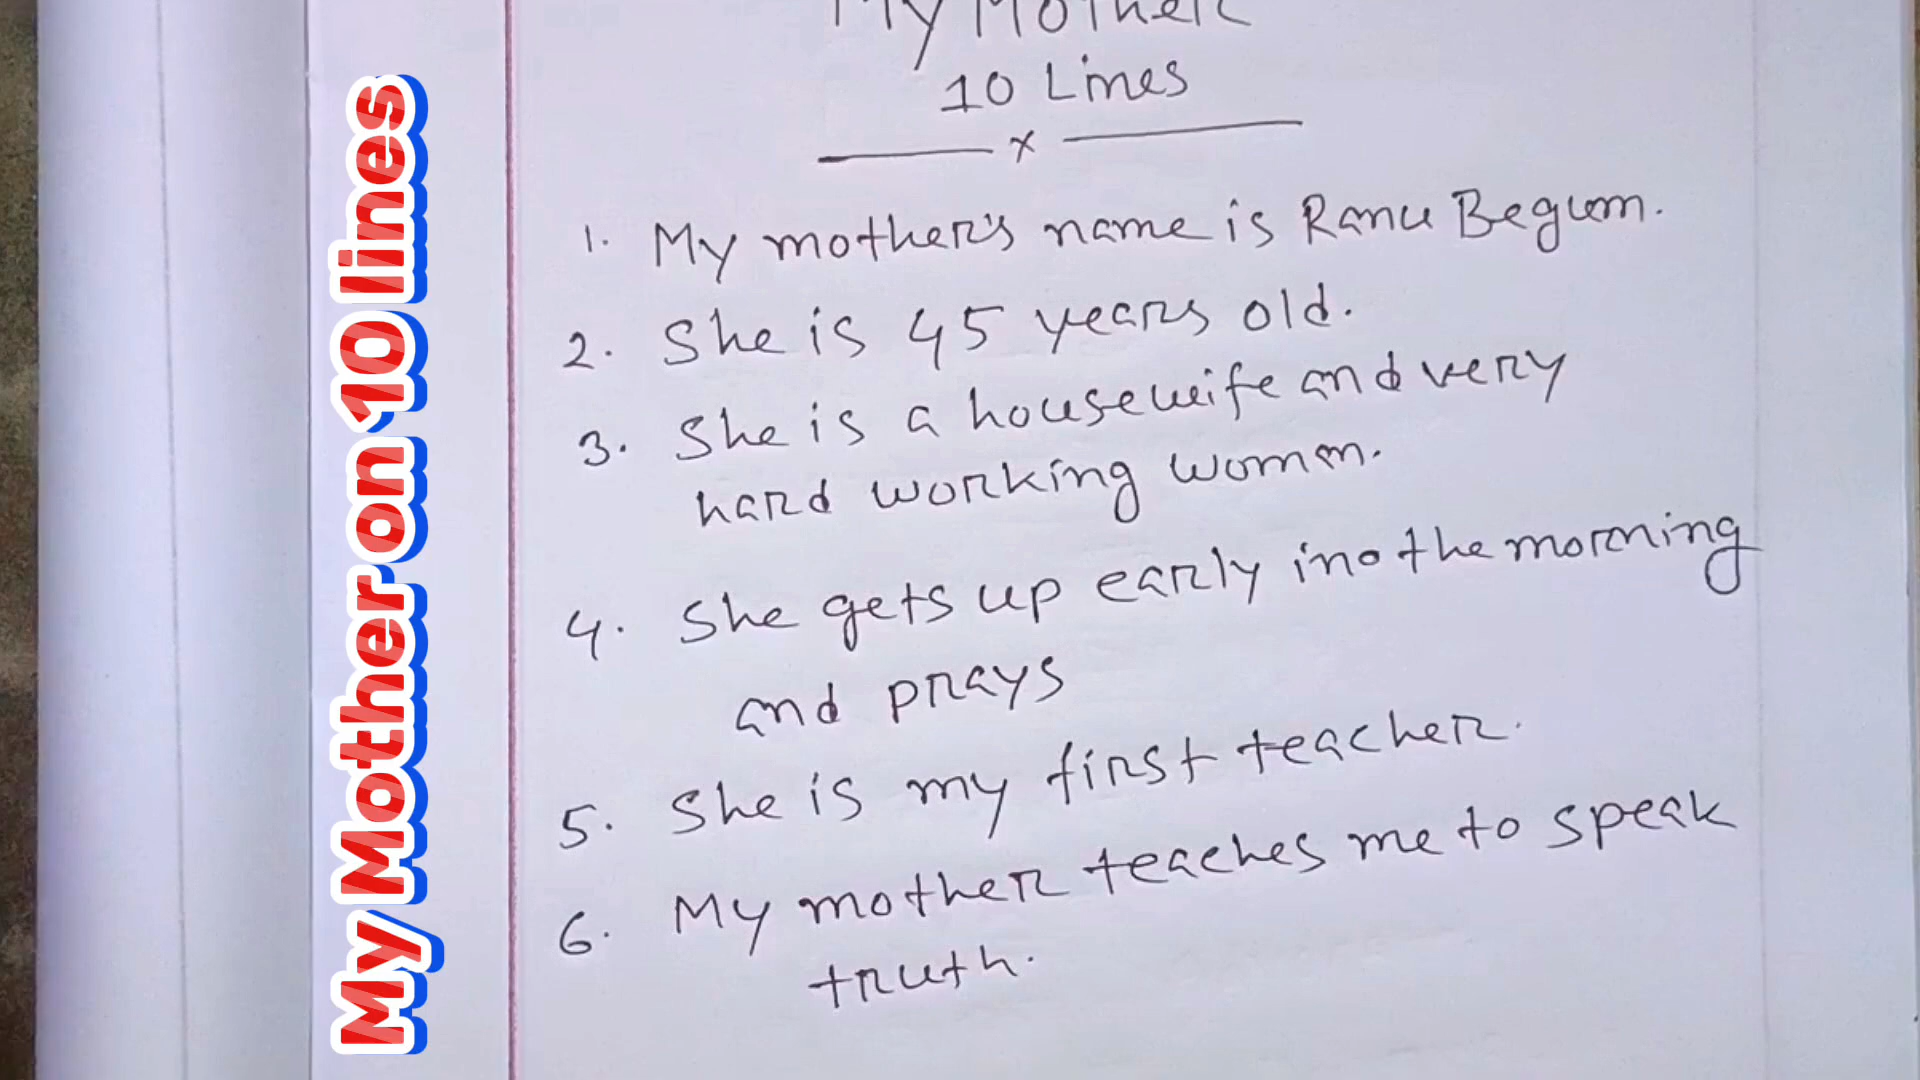 My Mother
10 Lines
x
1. My mother's name is Ranu Begum.
2. She is 45 years old.
3. She is a housewife and very
hard working woman.
4. She gets up early in the morning
and prays
5. She is my first teacher.
6. My mother teaches me to speak
truth.
My Mother on 10 lines